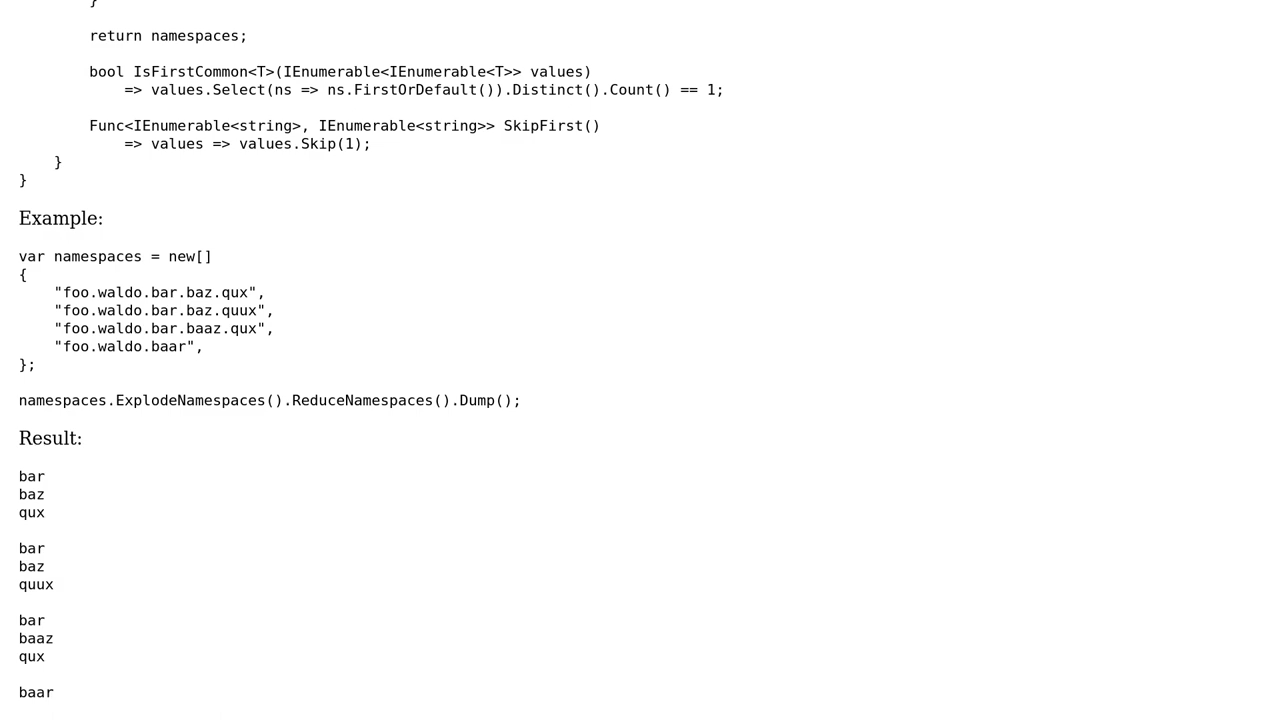 }
return namespaces;
bool IsFirstCommon<T>(IEnumerable<IEnumerable<T>> values)
=> values.Select(ns => ns.FirstOrDefault()).Distinct().Count() == 1;
Func<IEnumerable<string>, IEnumerable<string>> SkipFirst()
=> values => values.Skip(1);
}
}
Example:
var namespaces = new[]
{
"foo.waldo.bar.baz.qux",
"foo.waldo.bar.baz.quux",
"foo.waldo.bar.baaz.qux",
"foo.waldo.baar",
};
namespaces.ExplodeNamespaces().ReduceNamespaces().Dump();
Result:
bar
baz
qux
bar
baz
quux
bar
baaz
qux
baar